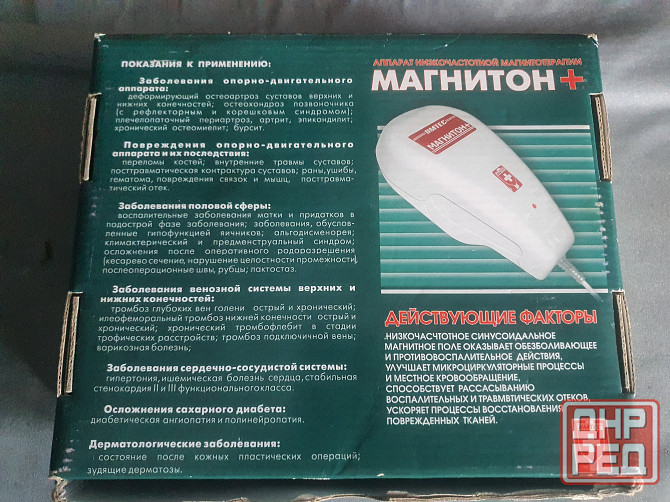 ПОКАЗАНИЯ К ПРИМЕНЕНИЮ:
Заболевания опорно-двигательного
аппарата:
деформирующий остеоартроз суставов верхних и
нижних конечностей; остеохондроз позвоночника
(с рефлекторным и корешковым синдромом);
плечелопаточный периартроз, артрит, эпикондилит,
хронический остеомиелит; бурсит.
Повреждения опорно-двигательного
аппарата и их последствия:
переломы костей; внутренние травмы суставов;
посттравматическая контрактура суставов; раны,ушибы,
гематома, повреждения связок и мышц, посттравма-
тический отек.
Заболевания половой сферы:
воспалительные заболевания матки и придатков в
падострой фазе заболевания; заболевания, обуслов-
ленные гипофункцией яичников; альгодисменорея;
климактерический и предменструальный синдром;
осложнения после оперативного родоразрешения
(кесарево сечение, нарушение целостности промежности),
послеоперационные швы, рубцы; лактостаз.
Заболевания венозной системы верхних и
нижних конечностей:
тромбоз глубоких вен голени острый и хронический;
илеофеморальный тромбоз нижней конечности острый и
хронический; хронический тромбофлебит в стадии
трофических расстройств; тромбоз подключичной вены;
варикозная болезнь;
Заболевания сердечно-сосудистой системы:
гипертония, ишемическая болезнь сердца, стабильная
стенокардия II и III функциональногокласса.
Осложнения сахарного диабета:
диабетическая ангиопатия и полинейропатия.
Дерматологические заболевания:
состояние после кожных пластических операций;
зудящие дерматозы.
АППАРАТ НИЗКОЧАСТОТНОЙ МАГНИТОТЕРАПИИ
МАГНИТОН+
ИМТЕС
МАГНИТОН+
ДЕЙСТВУЮЩИЕ ФАКТОРЫ
НИЗКОЧАСЧТОТНОЕ СИНУСОИДАЛЬНОЕ
МАГНИТНОЕ ПОЛЕ ОКАЗЫВАЕТ ОБЕЗБОЛИВАЮЩЕЕ
И ПРОТИВОВОСПАЛИТЕЛЬНОЕ ДЕЙСТВИЯ,
УЛУЧШАЕТ МИКРОЦИРКУЛЯТОРНЫЕ ПРОЦЕССЫ
И МЕСТНОЕ КРОВООБРАЩЕНИЕ,
СПОСОБСТВУЕТ РАССАСЫВАНИЮ
ВОСПАЛИТЕЛЬНЫХ И ТРАВМВТИЧЕСКИХ ОТЕКОВ,
УСКОРЯЕТ ПРОЦЕССЫ ВОССТАНОВЛЕНИЯ
ПОВРЕЖДЕННЫХ ТКАНЕЙ.
ДНР
РЕД